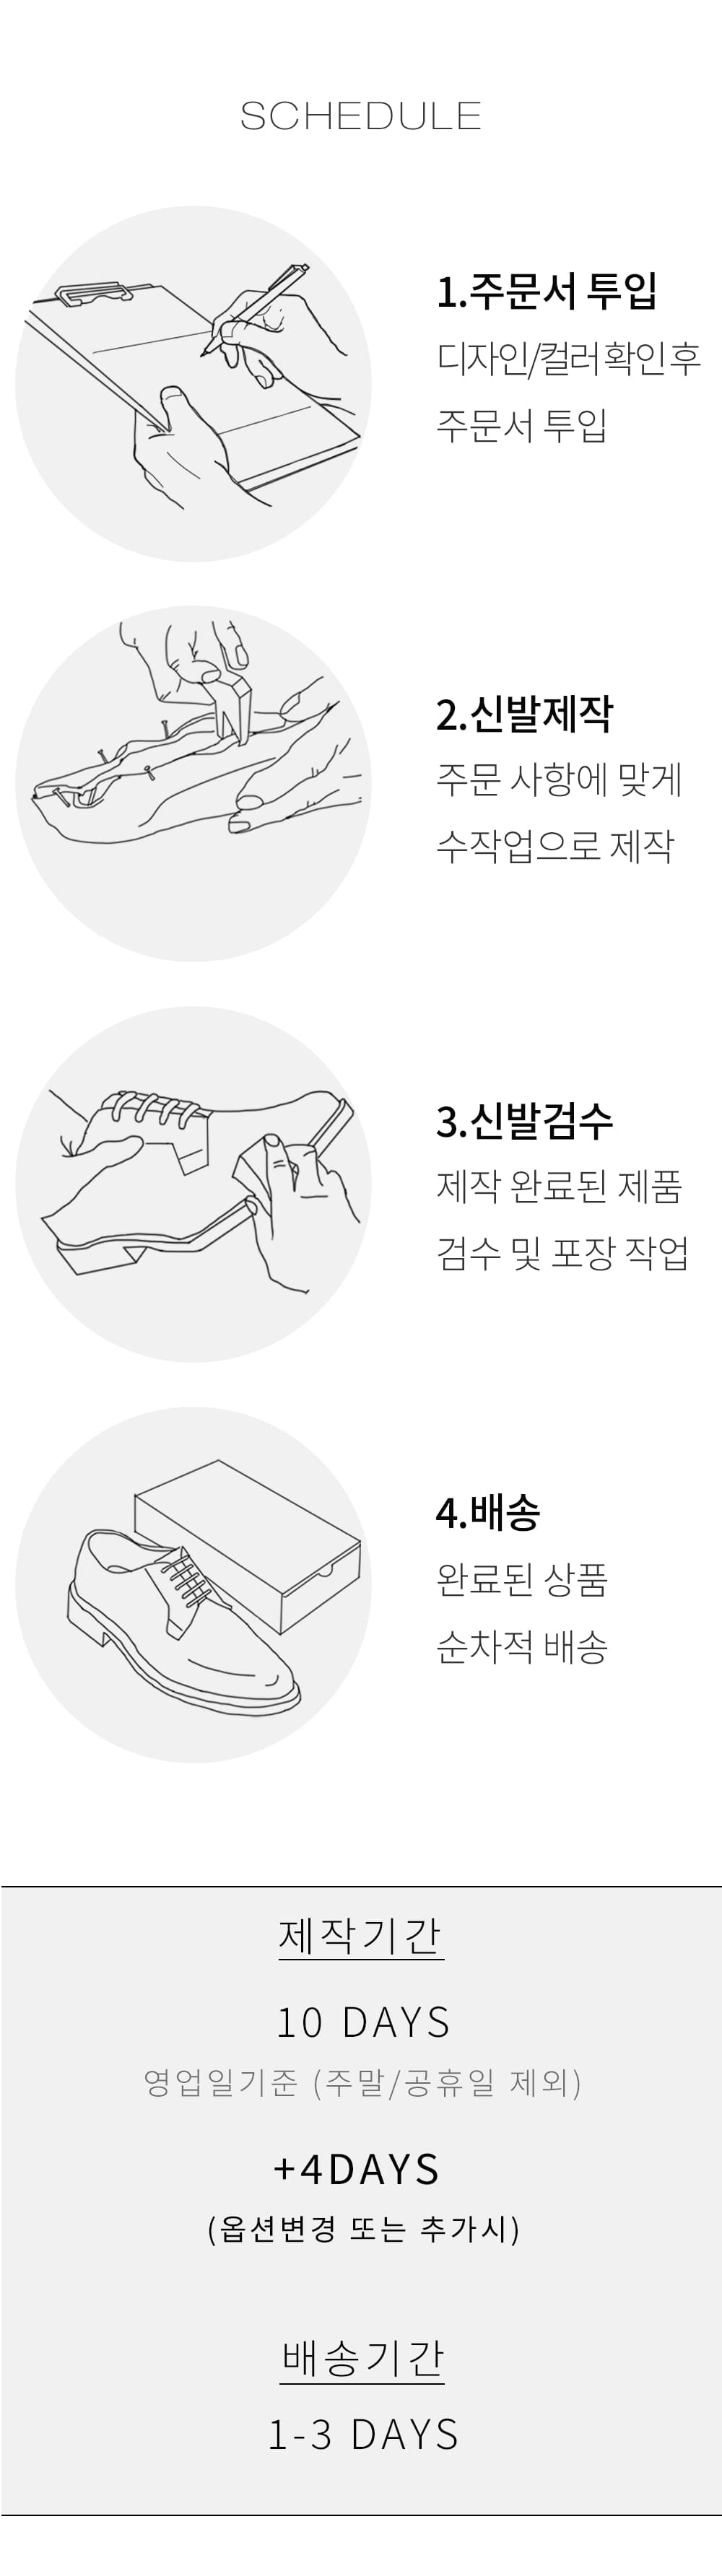 SCHEDULE
1.주문서 투입
디자인/컬러 확인 후
주문서 투입
2.신발제작
주문 사항에 맞게
수작업으로 제작
3.신발검수
제작 완료된 제품
검수 및 포장 작업
4.배송
완료된 상품
순차적 배송
제작기간
10 DAYS
영업일기준 (주말/공휴일 제외)
+4DAYS
(옵션변경 또는 추가시)
배송기간
1-3 DAYS